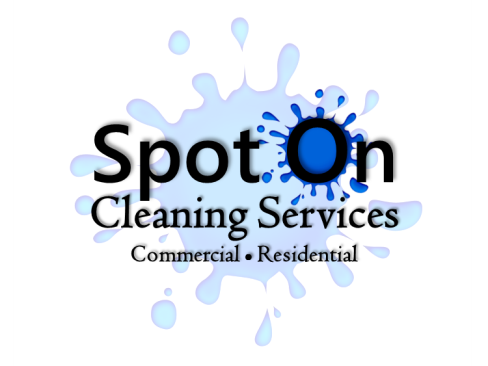 Spot On
Cleaning Services
Commercial • Residential